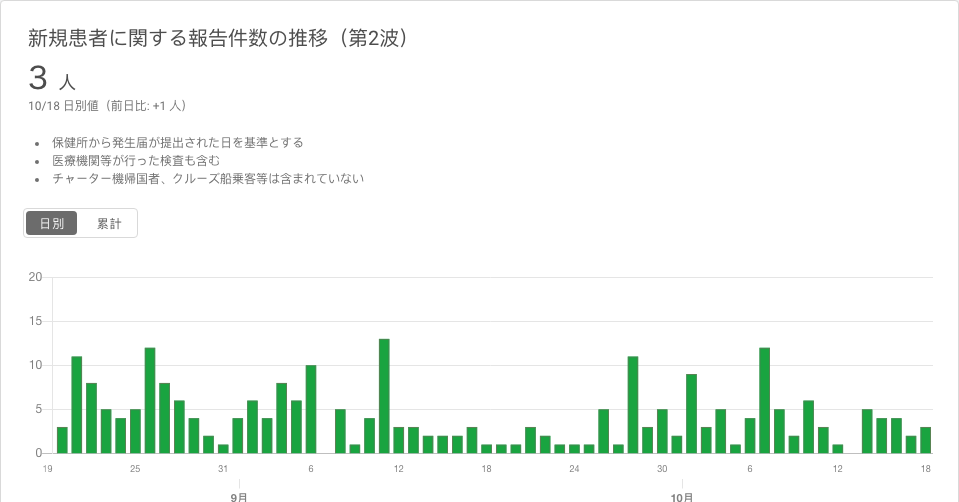 新規患者に関する報告件数の推移（第2波）
3 人
10/18 日別値（前日比: +1 人）
保健所から発生届が提出された日を基準とする
医療機関等が行った検査も含む
チャーター機帰国者、クルーズ船乗客等は含まれていない
日別 累計
20
15
10
5
0
19 25 31 6 12 18 24 30 6 12 18
9月 10月